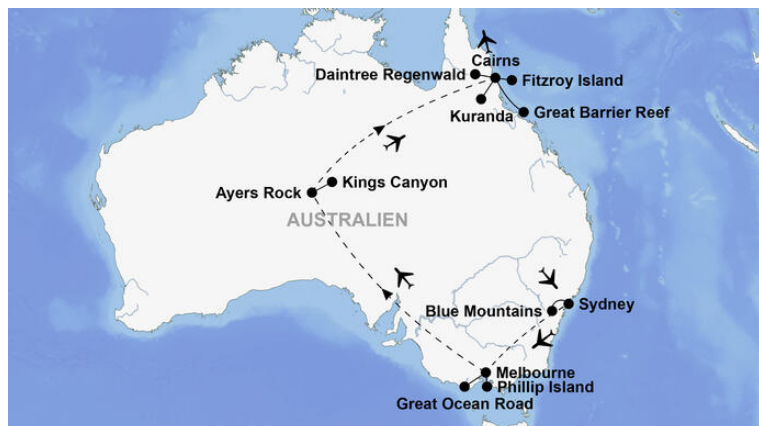 Cairns
Daintree Regenwald
Fitzroy Island
Kuranda
Great Barrier Reef
Kings Canyon
Ayers Rock
AUSTRALIEN
Blue Mountains
Sydney
Melbourne
Phillip Island
Great Ocean Road